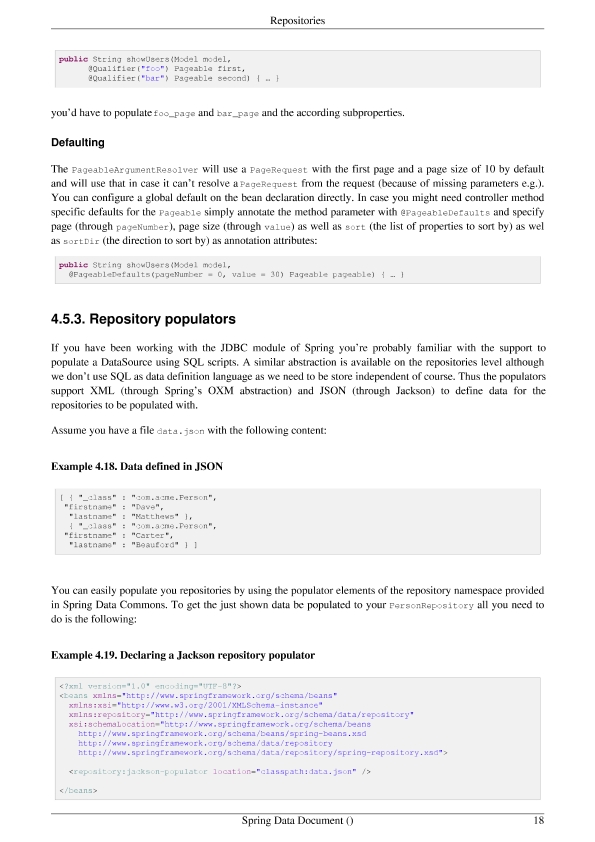 Repositories
public String showUsers(Model model,
@Qualifier("foo") Pageable first,
@Qualifier("bar") Pageable second) { … }
you'd have to populate foo_page and bar_page and the according subproperties.
Defaulting
The PageableArgumentResolver will use a PageRequest with the first page and a page size of 10 by default
and will use that in case it can't resolve a PageRequest from the request (because of missing parameters e.g.).
You can configure a global default on the bean declaration directly. In case you might need controller method
specific defaults for the Pageable simply annotate the method parameter with @PageableDefaults and specify
page (through pageNumber), page size (through value) as well as sort (the list of properties to sort by) as wel
as sortDir (the direction to sort by) as annotation attributes:
public String showUsers(Model model,
@PageableDefaults(pageNumber = 0, value = 30) Pageable pageable) { … }
4.5.3. Repository populators
If you have been working with the JDBC module of Spring you're probably familiar with the support to
populate a DataSource using SQL scripts. A similar abstraction is available on the repositories level although
we don't use SQL as data definition language as we need to be store independent of course. Thus the populators
support XML (through Spring's OXM abstraction) and JSON (through Jackson) to define data for the
repositories to be populated with.
Assume you have a file data.json with the following content:
Example 4.18. Data defined in JSON
[ { "_class" : "com.acme.Person",
"firstname" : "Dave",
"lastname" : "Matthews" },
{ "_class" : "com.acme.Person",
"firstname" : "Carter",
"lastname" : "Beauford" } ]
You can easily populate you repositories by using the populator elements of the repository namespace provided
in Spring Data Commons. To get the just shown data be populated to your PersonRepository all you need to
do is the following:
Example 4.19. Declaring a Jackson repository populator
<?xml version="1.0" encoding="UTF-8"?>
<beans xmlns="http://www.springframework.org/schema/beans"
xmlns:xsi="http://www.w3.org/2001/XMLSchema-instance"
xmlns:repository="http://www.springframework.org/schema/data/repository"
xsi:schemaLocation="http://www.springframework.org/schema/beans
http://www.springframework.org/schema/beans/spring-beans.xsd
http://www.springframework.org/schema/data/repository
http://www.springframework.org/schema/data/repository/spring-repository.xsd">
<repository:jackson-populator location="classpath:data.json" />
</beans>
Spring Data Document ()
18